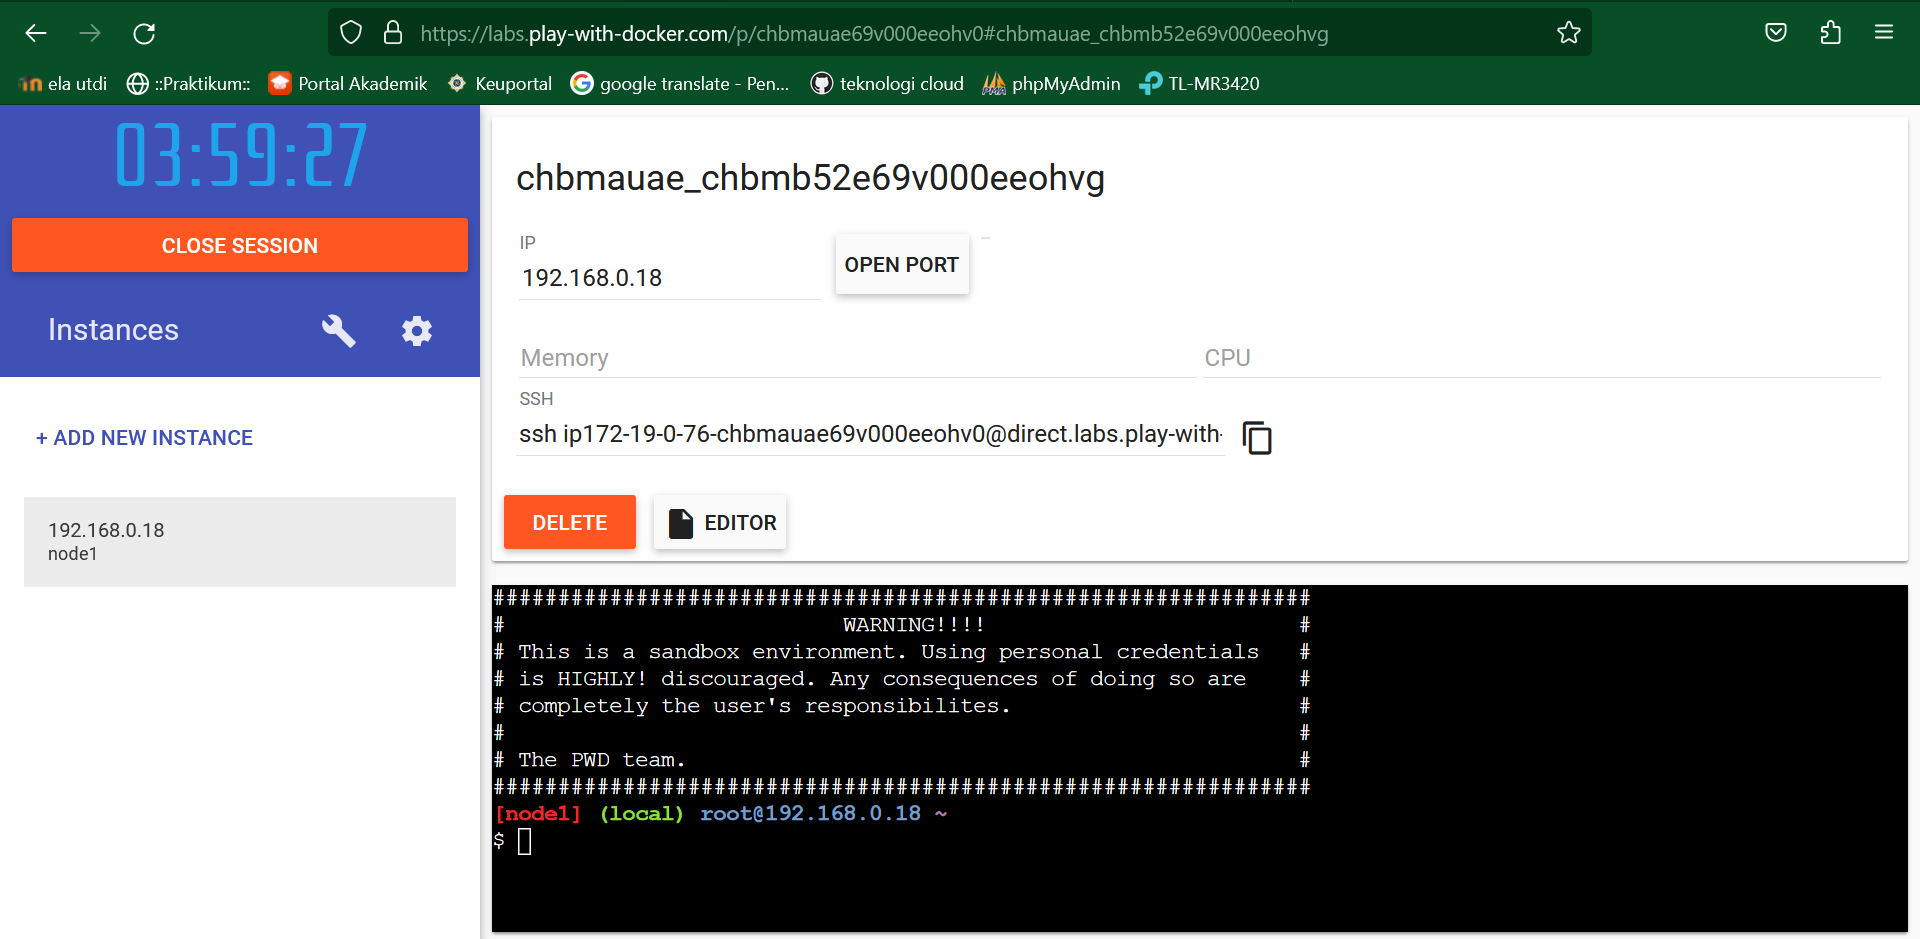 https://labs.play-with-docker.com/p/chbmauae69v000eeohv0#chbmauae_chbmb52e69v000eeohvg
ela utdi ::Praktikum:: Portal Akademik Keuportal google translate - Pen... teknologi cloud phpMyAdmin TL-MR3420
03:59:27
CLOSE SESSION
Instances
+ ADD NEW INSTANCE
192.168.0.18
node1
chbmauae_chbmb52e69v000eeohvg
IP
192.168.0.18
OPEN PORT
Memory CPU
SSH
ssh ip172-19-0-76-chbmauae69v000eeohv0@direct.labs.play-with-
DELETE EDITOR
###############################################################
# WARNING!!!! #
# This is a sandbox environment. Using personal credentials #
# is HIGHLY! discouraged. Any consequences of doing so are #
# completely the user's responsibilites. #
# #
# The PWD team. #
###############################################################
[node1] (local) root@192.168.0.18 ~
$